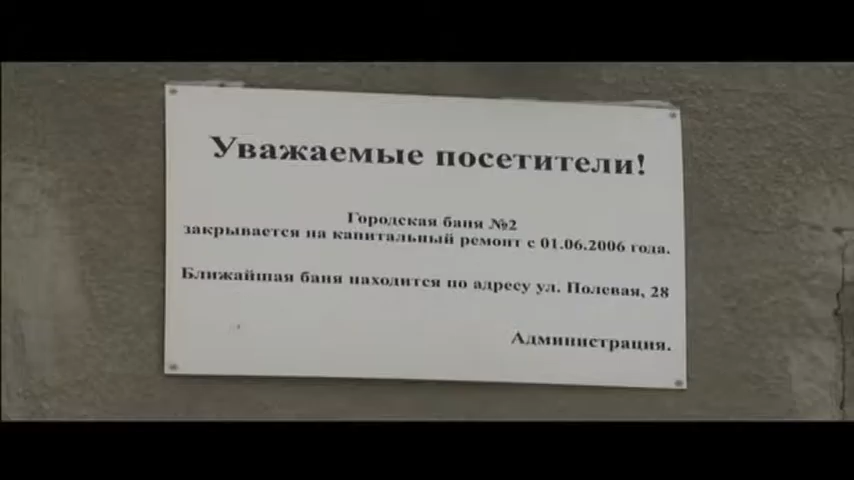 Уважаемые посетители!
Городская баня №2
закрывается на капитальный ремонт с 01.06.2006 года.
Ближайшая баня находится по адресу ул. Полевая, 28
Администрация.